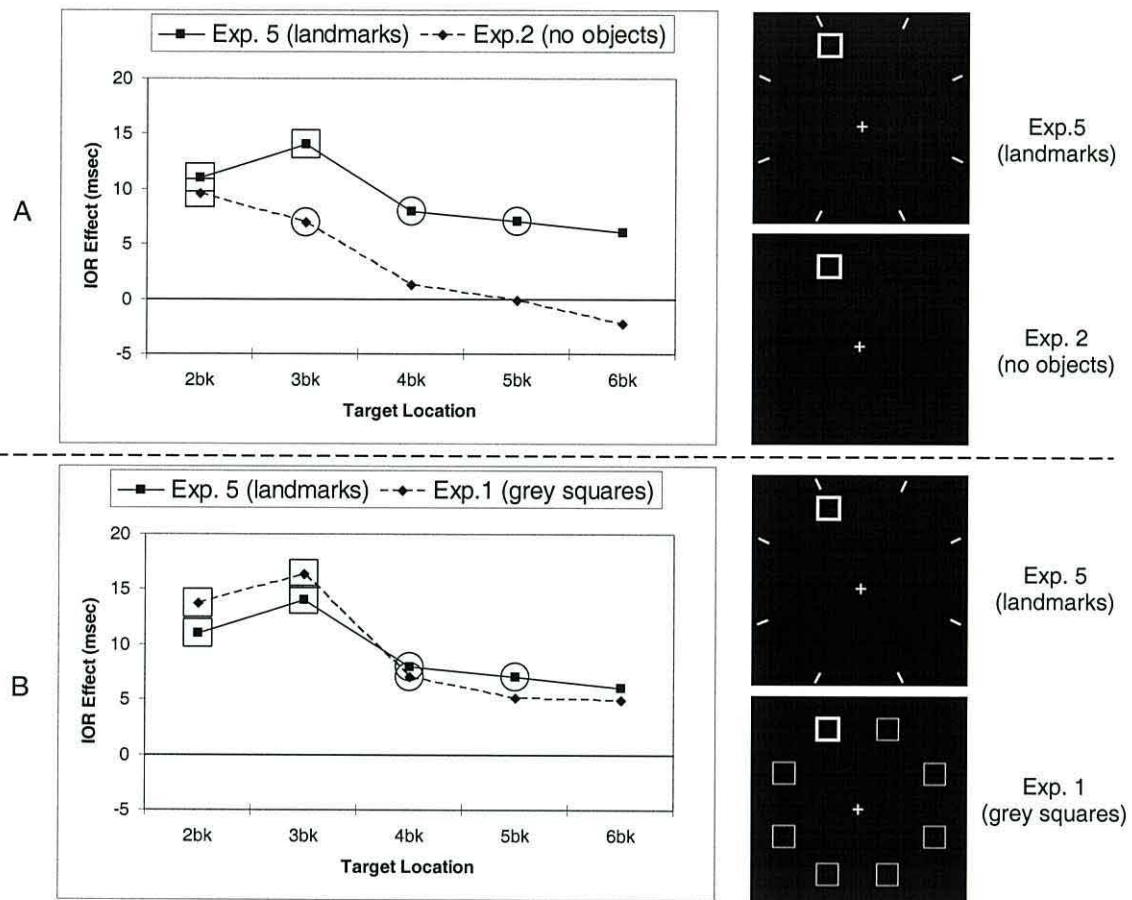 A
Exp. 5 (landmarks) Exp.2 (no objects)
IOR Effect (msec)
20
15
10
5
0
-5
2bk 3bk 4bk 5bk 6bk
Target Location
Exp.5
(landmarks)
Exp. 2
(no objects)
B
Exp. 5 (landmarks) Exp.1 (grey squares)
IOR Effect (msec)
20
15
10
5
0
-5
2bk 3bk 4bk 5bk 6bk
Target Location
Exp. 5
(landmarks)
Exp. 1
(grey squares)